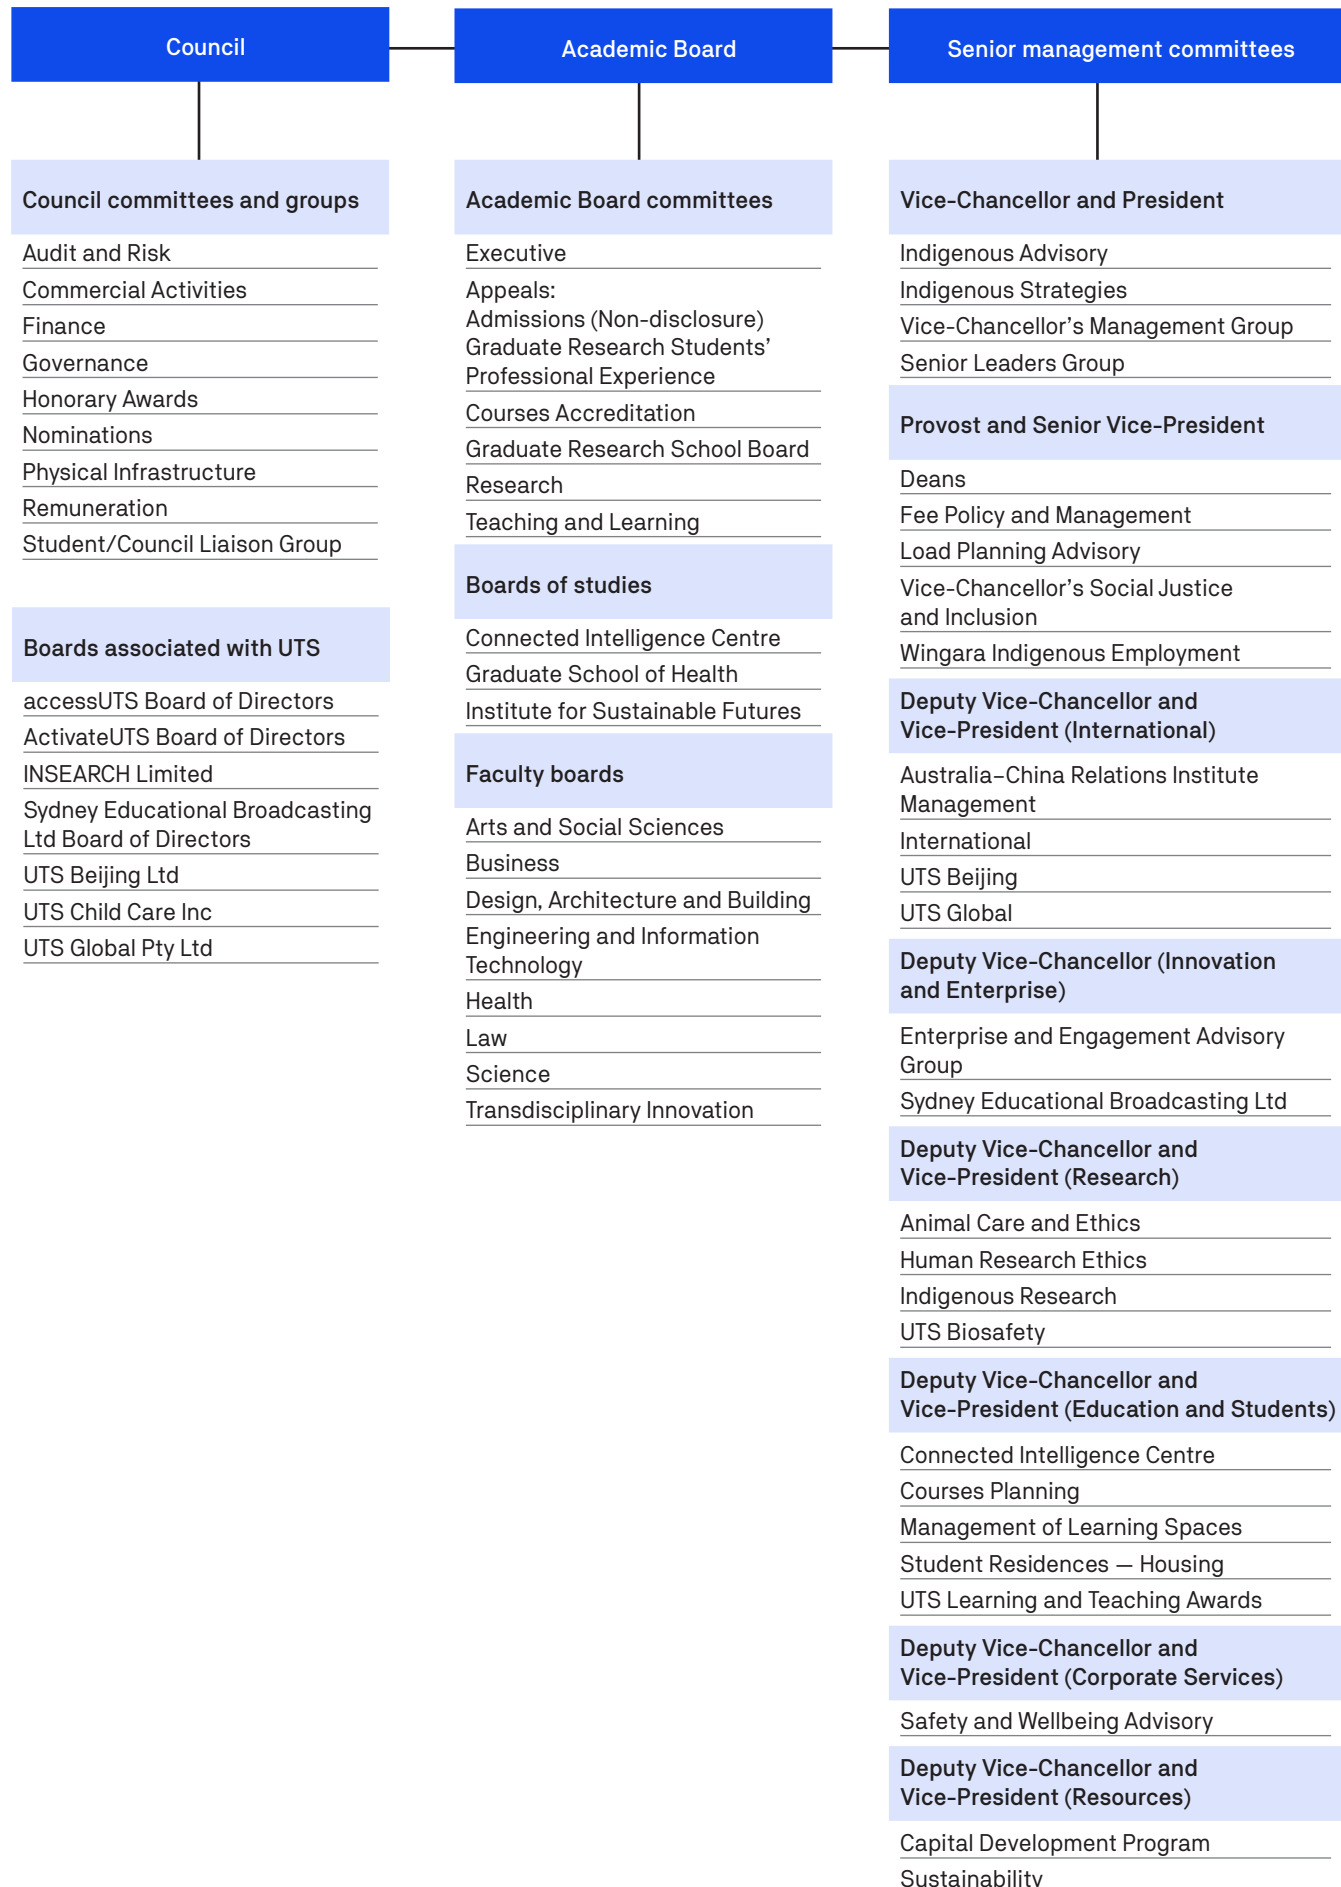 Council
Council committees and groups
Audit and Risk
Commercial Activities
Finance
Governance
Honorary Awards
Nominations
Physical Infrastructure
Remuneration
Student/Council Liaison Group
Boards associated with UTS
accessUTS Board of Directors
ActivateUTS Board of Directors
INSEARCH Limited
Sydney Educational Broadcasting
Ltd Board of Directors
UTS Beijing Ltd
UTS Child Care Inc
UTS Global Pty Ltd
Academic Board
Academic Board committees
Executive
Appeals:
Admissions (Non-disclosure)
Graduate Research Students’
Professional Experience
Courses Accreditation
Graduate Research School Board
Research
Teaching and Learning
Boards of studies
Connected Intelligence Centre
Graduate School of Health
Institute for Sustainable Futures
Faculty boards
Arts and Social Sciences
Business
Design, Architecture and Building
Engineering and Information
Technology
Health
Law
Science
Transdisciplinary Innovation
Senior management committees
Vice-Chancellor and President
Indigenous Advisory
Indigenous Strategies
Vice-Chancellor’s Management Group
Senior Leaders Group
Provost and Senior Vice-President
Deans
Fee Policy and Management
Load Planning Advisory
Vice-Chancellor’s Social Justice
and Inclusion
Wingara Indigenous Employment
Deputy Vice-Chancellor and
Vice-President (International)
Australia–China Relations Institute
Management
International
UTS Beijing
UTS Global
Deputy Vice-Chancellor (Innovation
and Enterprise)
Enterprise and Engagement Advisory
Group
Sydney Educational Broadcasting Ltd
Deputy Vice-Chancellor and
Vice-President (Research)
Animal Care and Ethics
Human Research Ethics
Indigenous Research
UTS Biosafety
Deputy Vice-Chancellor and
Vice-President (Education and Students)
Connected Intelligence Centre
Courses Planning
Management of Learning Spaces
Student Residences — Housing
UTS Learning and Teaching Awards
Deputy Vice-Chancellor and
Vice-President (Corporate Services)
Safety and Wellbeing Advisory
Deputy Vice-Chancellor and
Vice-President (Resources)
Capital Development Program
Sustainability